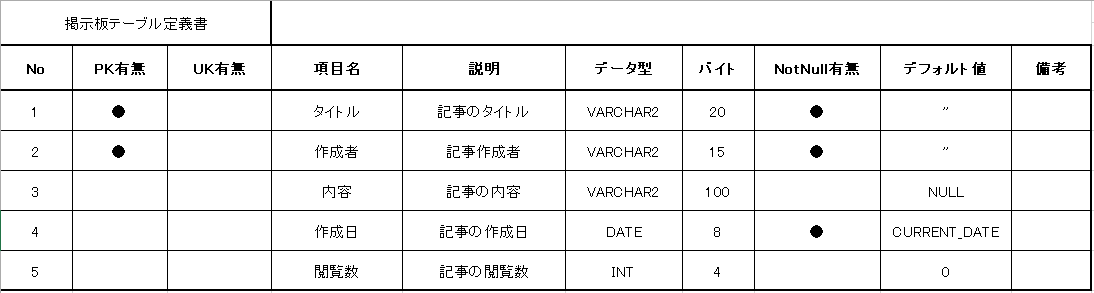 掲示板テーブル定義書
No PK有無 UK有無 項目名 説明 データ型 バイト NotNull有無 デフォルト値 備考
1 ● タイトル 記事のタイトル VARCHAR2 20 ● ”
2 ● 作成者 記事作成者 VARCHAR2 15 ● ”
3 内容 記事の内容 VARCHAR2 100 NULL
4 作成日 記事の作成日 DATE 8 ● CURRENT_DATE
5 閲覧数 記事の閲覧数 INT 4 0